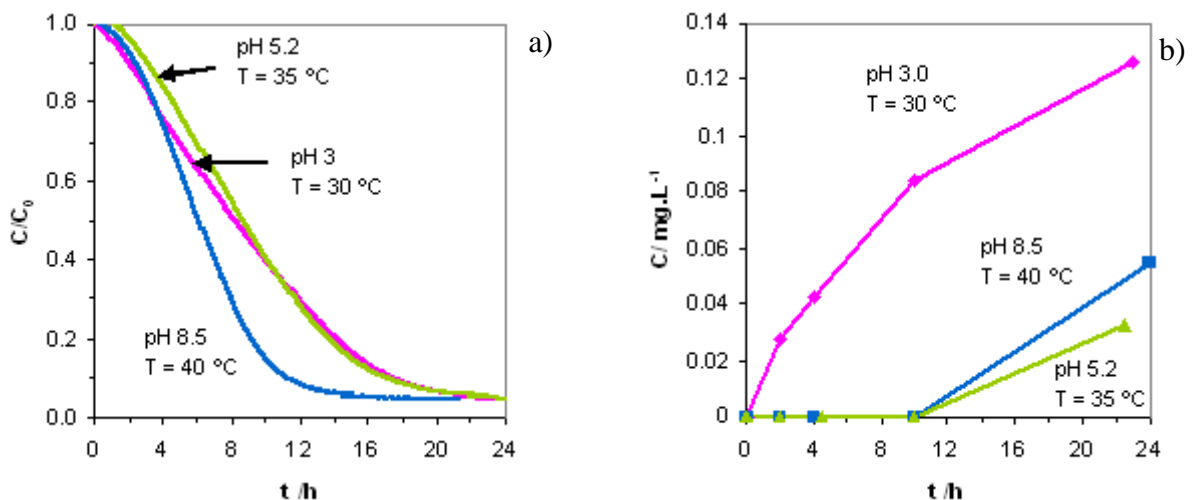 a)
1.0
0.8
0.6
0.4
0.2
0.0
C/C₀
pH 5.2
T = 35 °C
pH 3
T = 30 °C
pH 8.5
T = 40 °C
0 4 8 12 16 20 24
t /h
b)
0.14
0.12
0.1
0.08
0.06
0.04
0.02
0
C/ mg.L⁻¹
pH 3.0
T = 30 °C
pH 8.5
T = 40 °C
pH 5.2
T = 35 °C
0 4 8 12 16 20 24
t /h